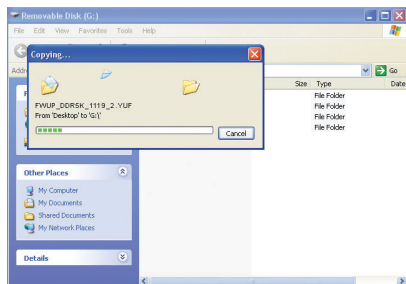 Removable Disk (G:)
File Edit View Favorites Tools Help
Copying...
Go
Size Type Date
FWUP_DDR5K_1119_2.YUF
From 'Desktop' to 'G:\'
Cancel
File Folder
File Folder
File Folder
File Folder
Other Places
My Computer
My Documents
Shared Documents
My Network Places
Details